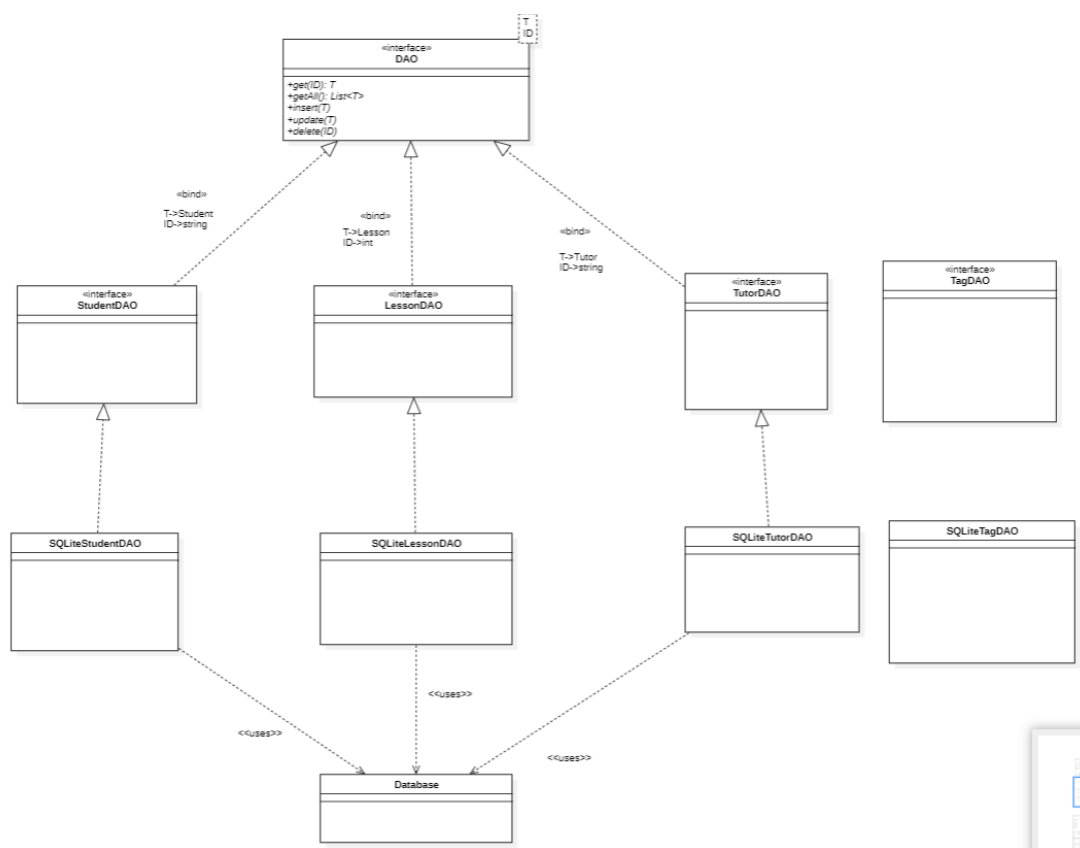 T
ID
«interface»
DAO
+get(ID): T
+getAll(): List<T>
+insert(T)
+update(T)
+delete(ID)
«bind»
T->Student
ID->string
«bind»
T->Lesson
ID->int
«bind»
T->Tutor
ID->string
«interface»
StudentDAO
«interface»
LessonDAO
«interface»
TutorDAO
«interface»
TagDAO
SQLiteStudentDAO
SQLiteLessonDAO
SQLiteTutorDAO
SQLiteTagDAO
<<uses>>
<<uses>>
<<uses>>
Database